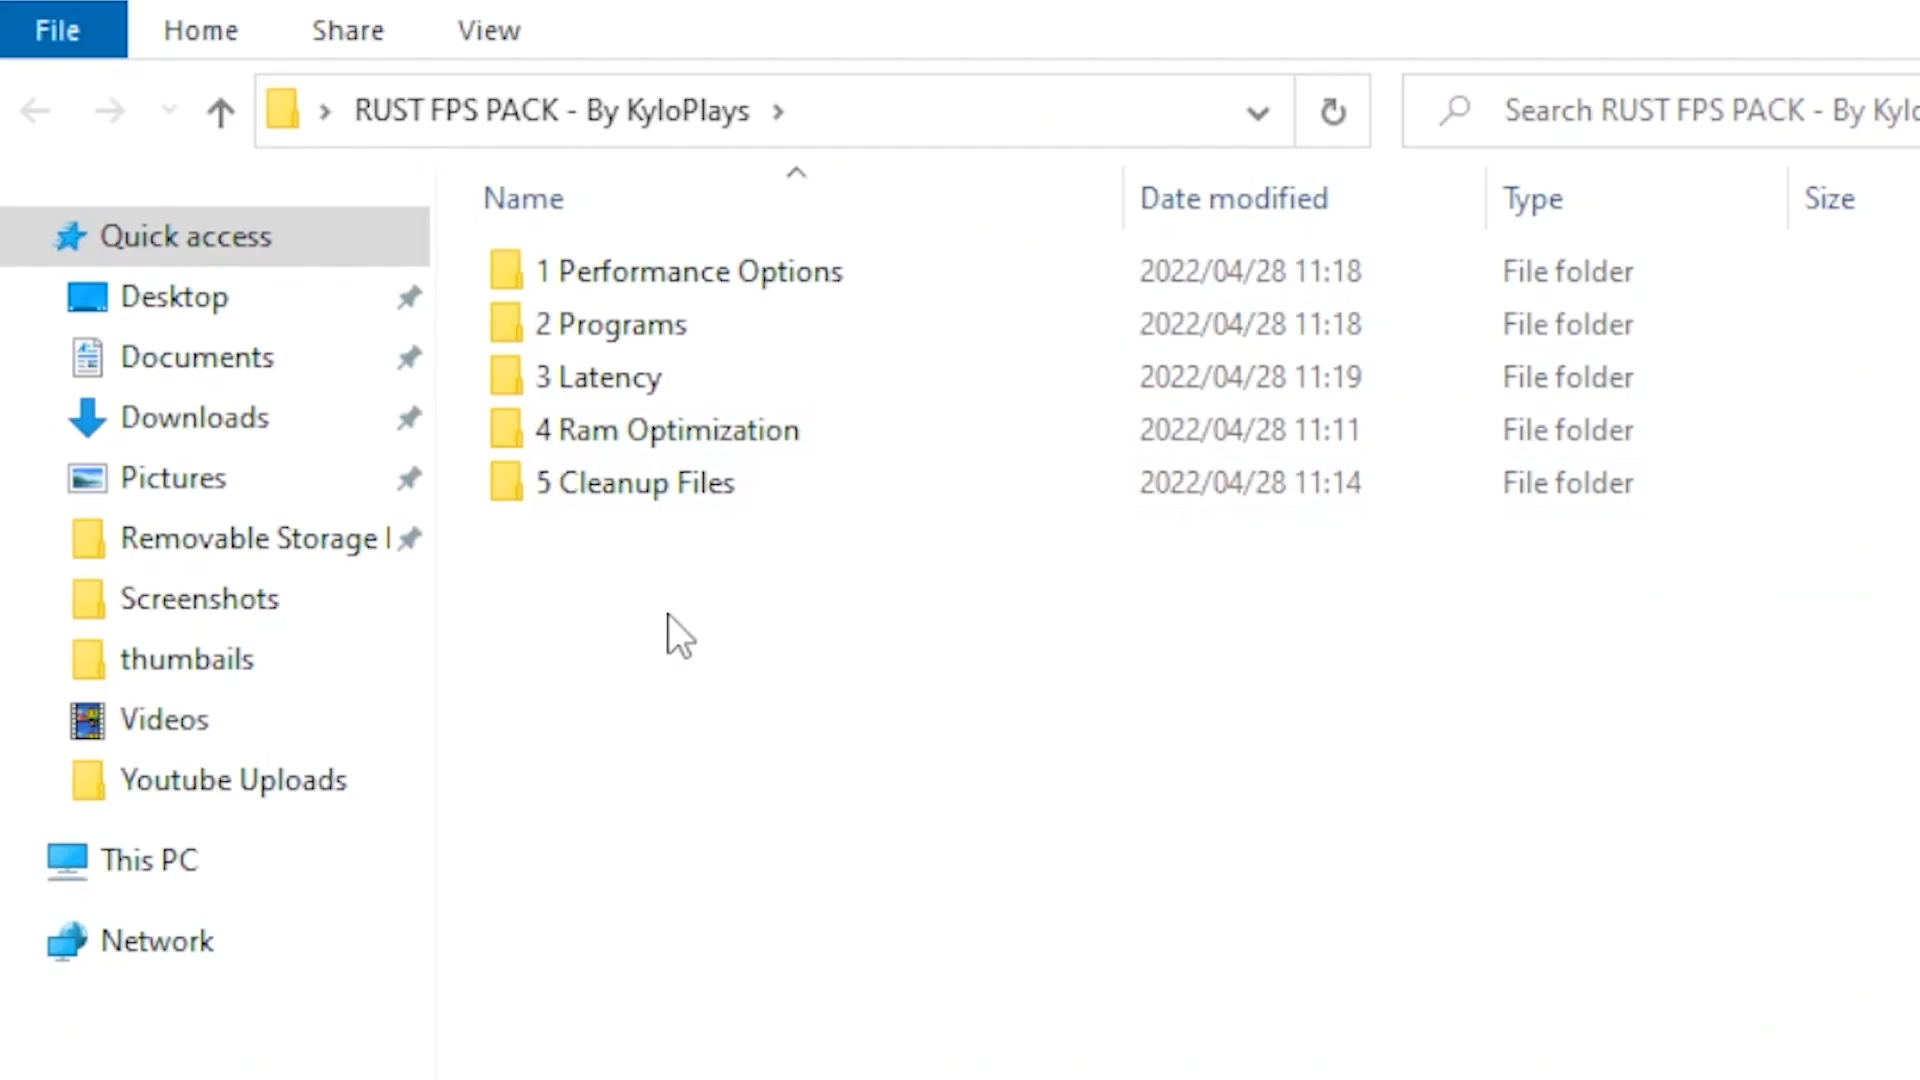 File Home Share View
RUST FPS PACK - By KyloPlays Search RUST FPS PACK - By Kylo
Name Date modified Type Size
Quick access
Desktop
Documents
Downloads
Pictures
Removable Storage
Screenshots
thumbails
Videos
Youtube Uploads
This PC
Network
1 Performance Options 2022/04/28 11:18 File folder
2 Programs 2022/04/28 11:18 File folder
3 Latency 2022/04/28 11:19 File folder
4 Ram Optimization 2022/04/28 11:11 File folder
5 Cleanup Files 2022/04/28 11:14 File folder